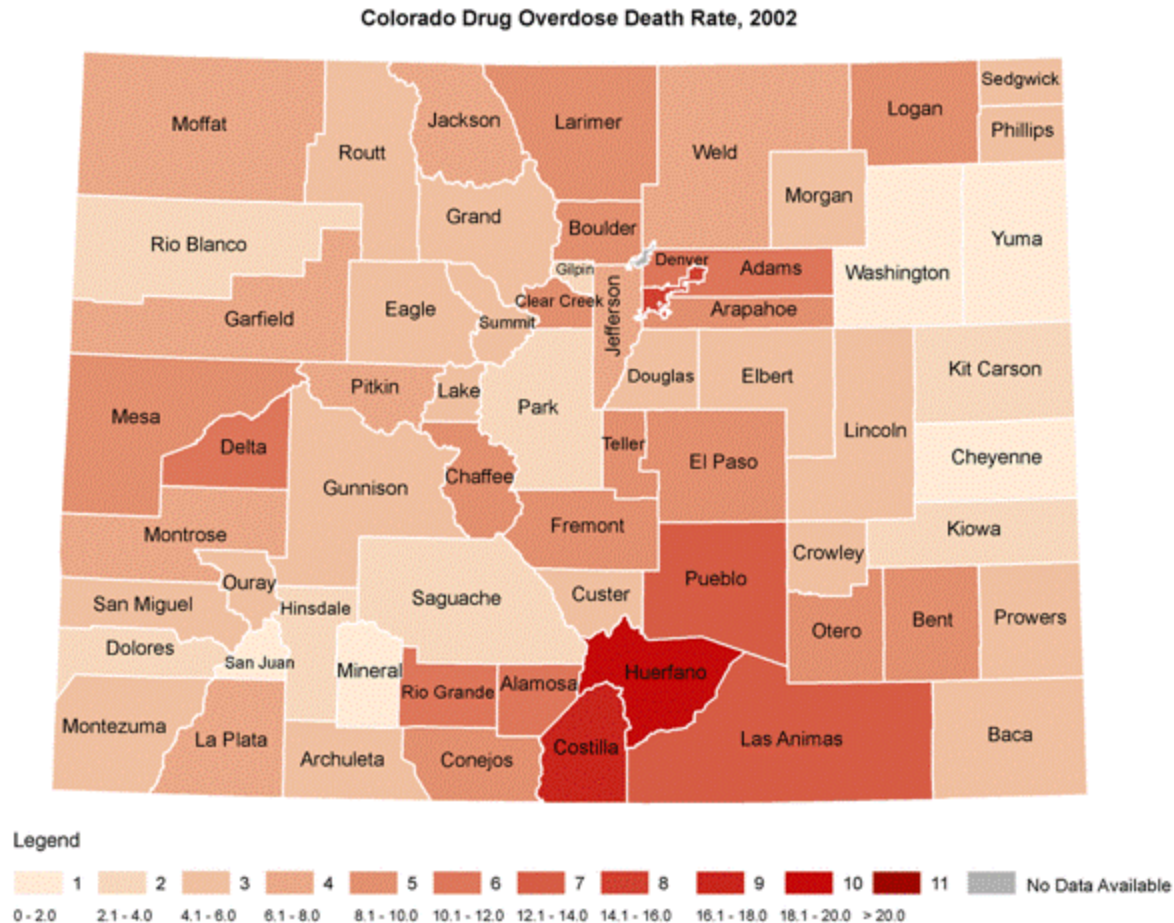 Colorado Drug Overdose Death Rate, 2002
Sedgwick
Logan
Moffat
Jackson
Larimer
Phillips
Routt
Weld
Morgan
Grand
Boulder
Rio Blanco
Yuma
Gilpin
Denver
Adams
Washington
Clear Creek
Eagle
Arapahoe
Garfield
Summit
Jefferson
Kit Carson
Pitkin
Lake
Douglas
Elbert
Park
Mesa
Lincoln
Delta
Teller
El Paso
Cheyenne
Chaffee
Gunnison
Fremont
Kiowa
Montrose
Crowley
Ouray
Pueblo
San Miguel
Hinsdale
Saguache
Custer
Otero
Bent
Prowers
Dolores
San Juan
Mineral
Huerfano
Rio Grande
Alamosa
Montezuma
La Plata
Costilla
Las Animas
Baca
Archuleta
Conejos
Legend
1 2 3 4 5 6 7 8 9 10 11 No Data Available
0 - 2.0 2.1 - 4.0 4.1 - 6.0 6.1 - 8.0 8.1 - 10.0 10.1 - 12.0 12.1 - 14.0 14.1 - 16.0 16.1 - 18.0 18.1 - 20.0 > 20.0